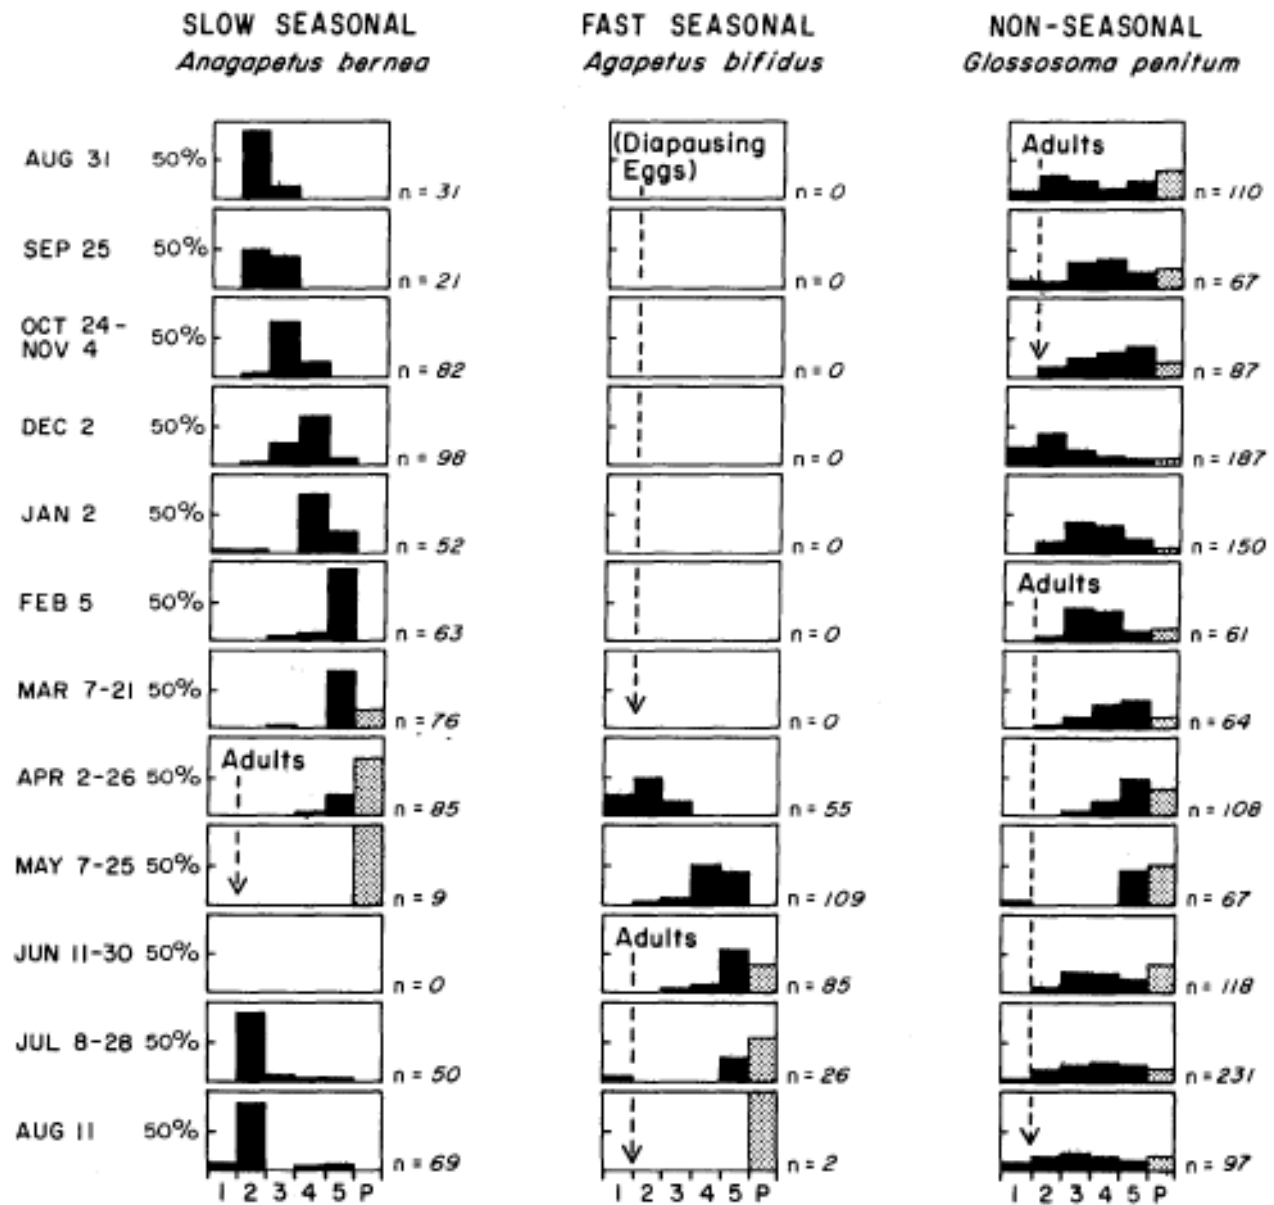 SLOW SEASONAL FAST SEASONAL NON-SEASONAL
Anagapetus bernea Agapetus bifidus Glossosoma penitum
AUG 31 50% n = 31 (Diapausing Eggs) n = 0 Adults n = 110
SEP 25 50% n = 21 n = 0 n = 67
OCT 24-
NOV 4 50% n = 82 n = 0 n = 87
DEC 2 50% n = 98 n = 0 n = 187
JAN 2 50% n = 52 n = 0 n = 150
FEB 5 50% n = 63 n = 0 Adults n = 61
MAR 7-21 50% n = 76 n = 0 n = 64
APR 2-26 50% Adults n = 85 n = 55 n = 108
MAY 7-25 50% n = 9 n = 109 n = 67
JUN 11-30 50% n = 0 Adults n = 85 n = 118
JUL 8-28 50% n = 50 n = 26 n = 231
AUG 11 50% n = 69 n = 2 n = 97
1 2 3 4 5 P 1 2 3 4 5 P 1 2 3 4 5 P